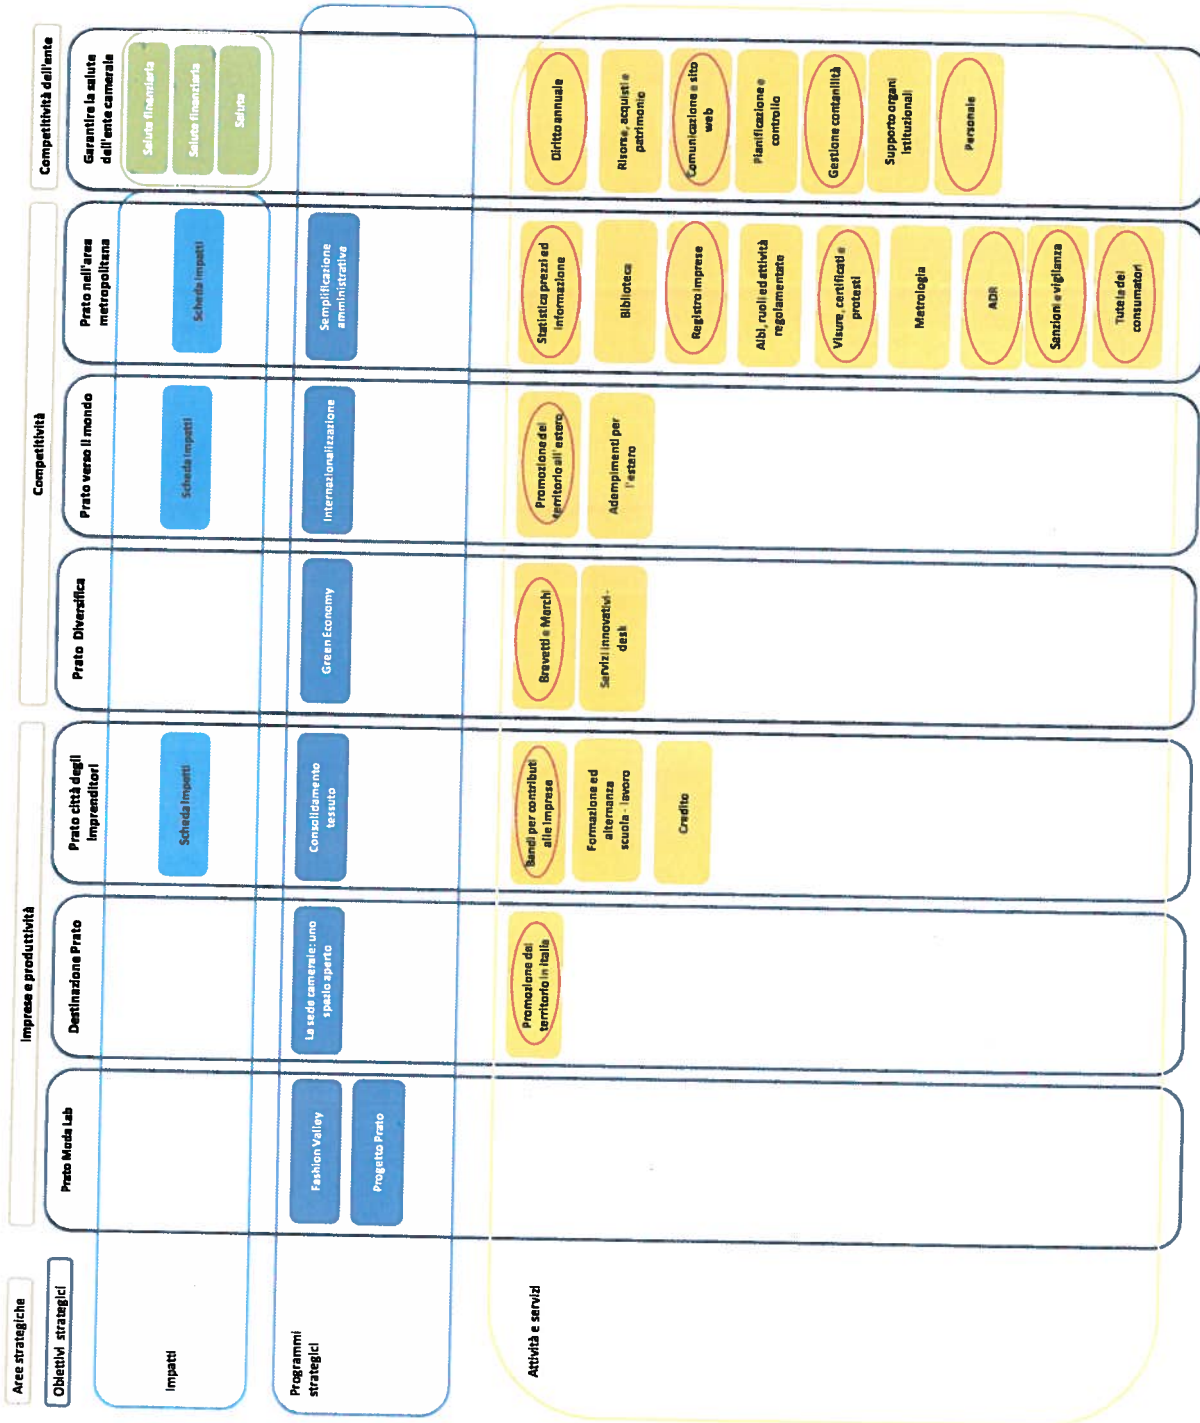 Aree strategiche
Imprese e produttività
Competitività
Competitività dell'ente
Obiettivi strategici
Prato Moda Lab
Destinazione Prato
Prato città degli
Imprenditori
Prato Diversifica
Prato verso il mondo
Prato nell'area
metropolitana
Garantire la salute
dell'ente camerale
Impatti
Scheda Impatti
Scheda Impatti
Scheda Impatti
Salute finanziaria
Salute finanziaria
Salute
Programmi
strategici
Fashion Valley
Progetto Prato
La sede camerale: uno
spazio aperto
Consolidamento
tessuto
Green Economy
Internazionalizzazione
Semplificazione
amministrativa
Attività e servizi
Promozione del
territorio in Italia
Bandi per contributi
alle imprese
Formazione ed
alternanza
scuola - lavoro
Credito
Brevetti e Marchi
Servizi innovativi -
desk
Promozione del
territorio all'estero
Adempimenti per
l'estero
Statistica prezzi ed
informazione
Biblioteca
Registro imprese
Albi, ruoli ed attività
regolamentate
Visure, certificati e
protesti
Metrologia
ADR
Sanzioni e vigilanza
Tutela dei
consumatori
Diritto annuale
Risorse, acquisti e
patrimonio
Comunicazione e sito
web
Pianificazione e
controllo
Gestione contanilità
Supporto organi
Istituzionali
Personale